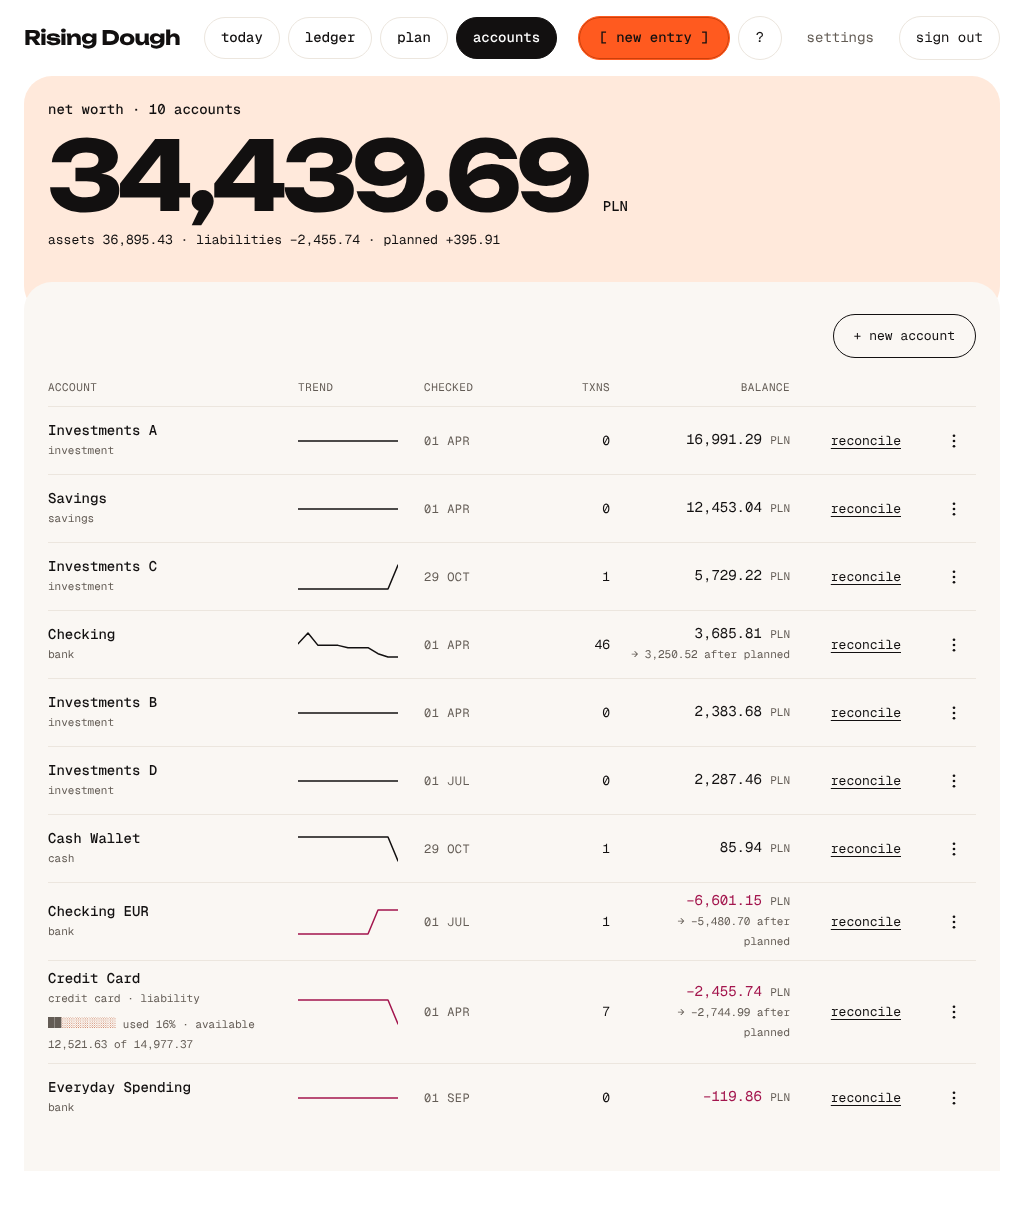 Rising Dough today ledger plan accounts [ new entry ] ? settings sign out
net worth · 10 accounts
34,439.69 PLN
assets 36,895.43 · liabilities −2,455.74 · planned +395.91
+ new account
ACCOUNT TREND CHECKED TXNS BALANCE
Investments A
investment
01 APR 0 16,991.29 PLN reconcile
Savings
savings
01 APR 0 12,453.04 PLN reconcile
Investments C
investment
29 OCT 1 5,729.22 PLN reconcile
Checking
bank
01 APR 46 3,685.81 PLN
→ 3,250.52 after planned
reconcile
Investments B
investment
01 APR 0 2,383.68 PLN reconcile
Investments D
investment
01 JUL 0 2,287.46 PLN reconcile
Cash Wallet
cash
29 OCT 1 85.94 PLN reconcile
Checking EUR
bank
01 JUL 1 −6,601.15 PLN
→ −5,480.70 after
planned
reconcile
Credit Card
credit card · liability
used 16% · available
12,521.63 of 14,977.37
01 APR 7 −2,455.74 PLN
→ −2,744.99 after
planned
reconcile
Everyday Spending
bank
01 SEP 0 −119.86 PLN reconcile